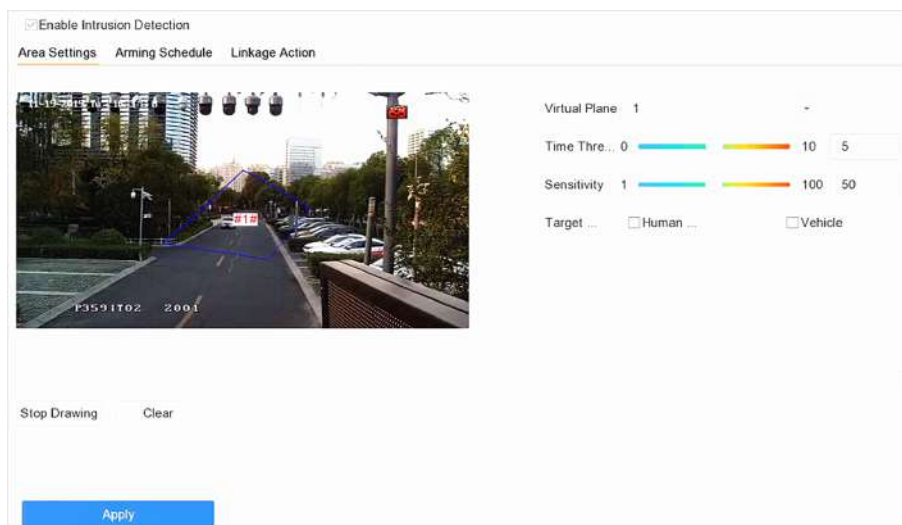 Enable Intrusion Detection
Area Settings Arming Schedule Linkage Action
Virtual Plane 1
Time Thre... 0 10 5
Sensitivity 1 100 50
Target ... Human ... Vehicle
#1#
P3591T02 2001
Stop Drawing Clear
Apply